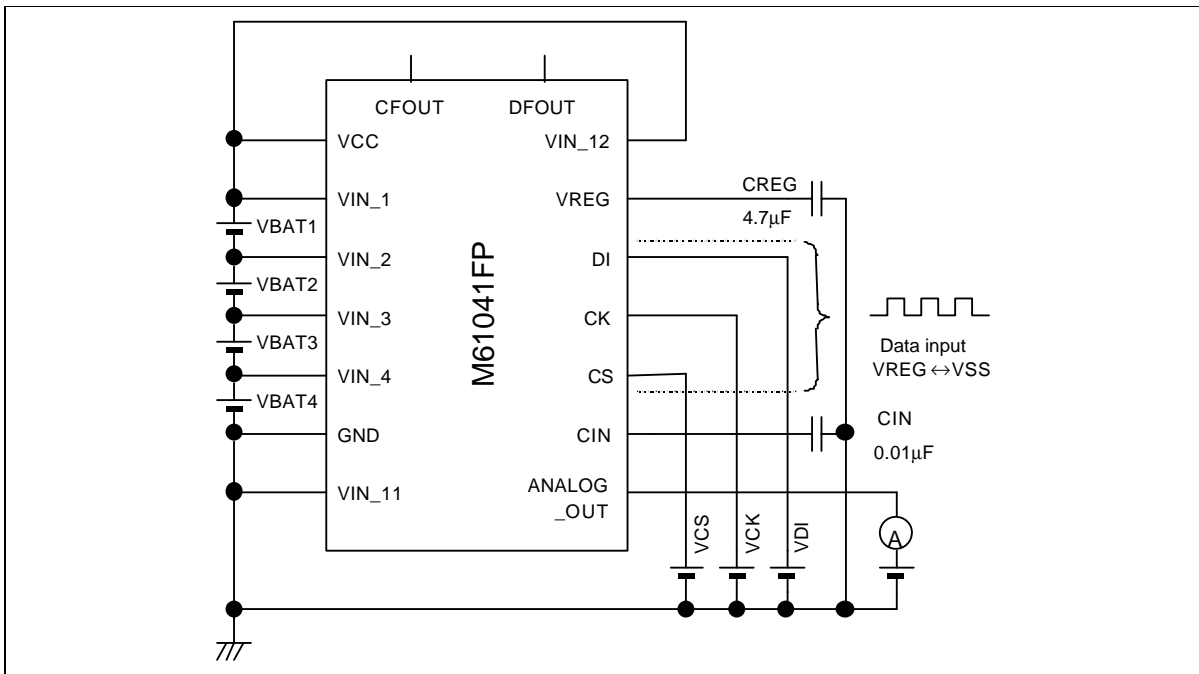 CFOUT DFOUT
VCC VIN_12
VIN_1 VREG CREG
4.7µF
VBAT1
VIN_2 DI
VBAT2
VIN_3 M61041FP CK
Data input
VREG ↔VSS
VBAT3
VIN_4 CS
VBAT4
GND CIN CIN
0.01µF
VIN_11 ANALOG
_OUT
VCS VCK VDI A